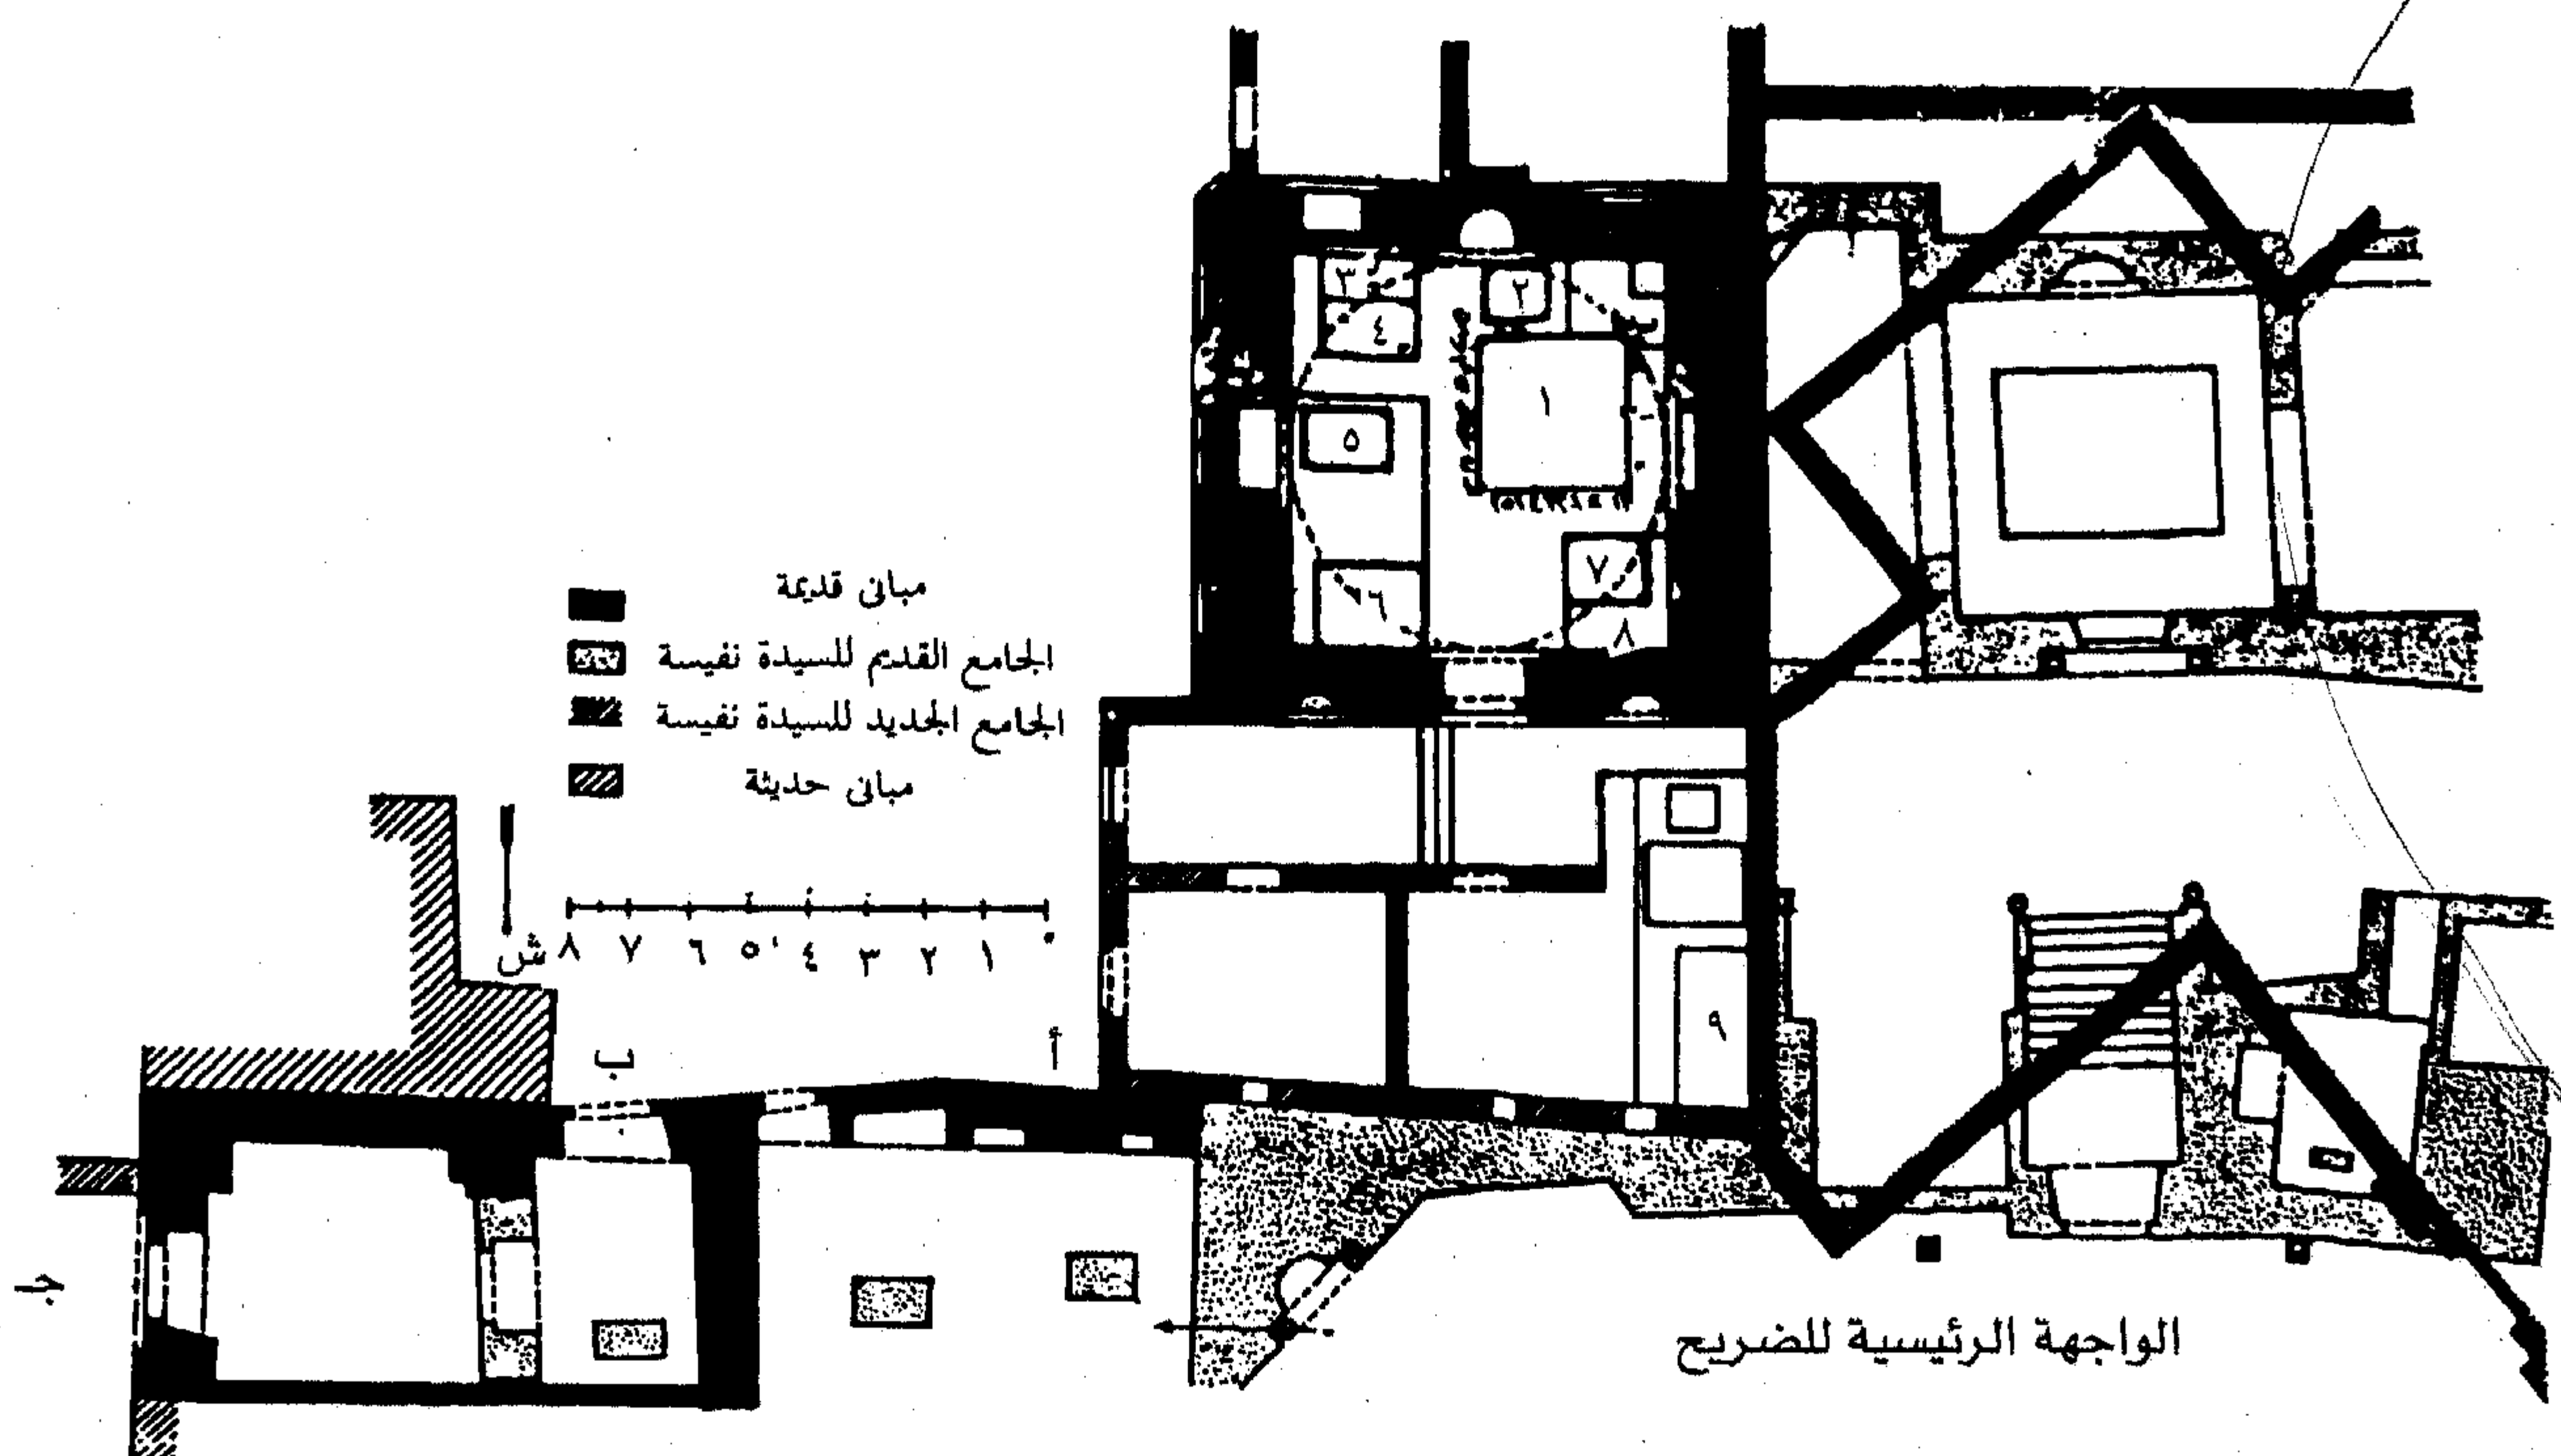 ٣
٢
٤
١
٥
٧
٦
٨
مبانى قديمة
الجامع القديم للسيدة نفيسة
الجامع الجديد للسيدة نفيسة
مبانى حديثة
ش ٨ ٧ ٦ ٥ ٤ ٣ ٢ ١ ٠
٩
أ
ب
جـ
الواجهة الرئيسية للضريح